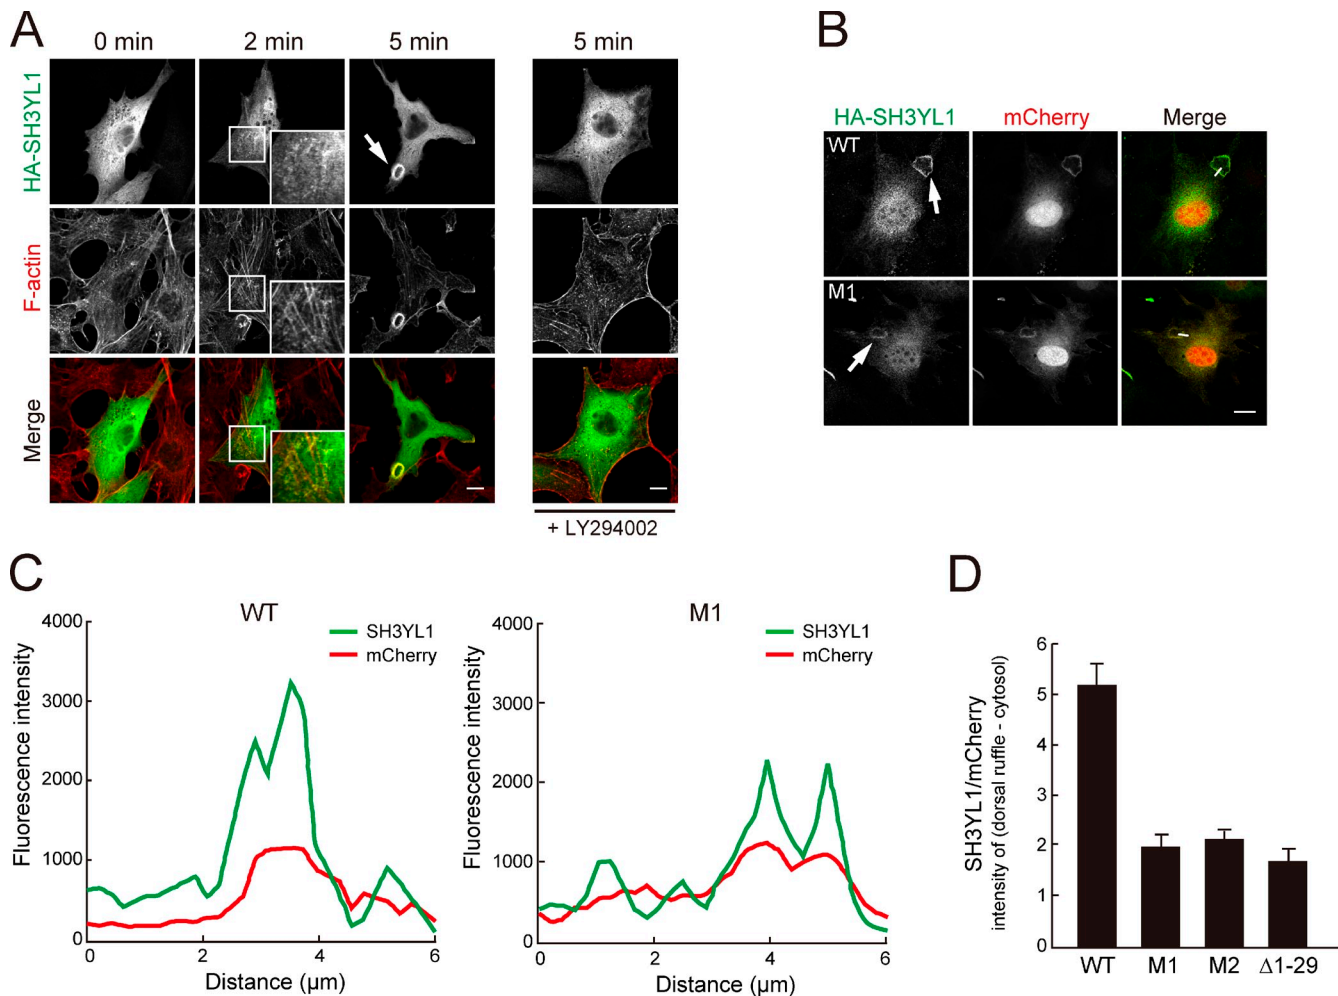 A
0 min
2 min
5 min
5 min
HA-SH3YL1
F-actin
Merge
+ LY294002
B
HA-SH3YL1
mCherry
Merge
WT
M1
C
WT
Fluorescence intensity
4000
3000
2000
1000
0
SH3YL1
mCherry
0
2
4
6
Distance (µm)
M1
Fluorescence intensity
4000
3000
2000
1000
0
SH3YL1
mCherry
0
2
4
6
Distance (µm)
D
SH3YL1/mCherry
intensity of (dorsal ruffle - cytosol)
6
5
4
3
2
1
0
WT
M1
M2
Δ1-29